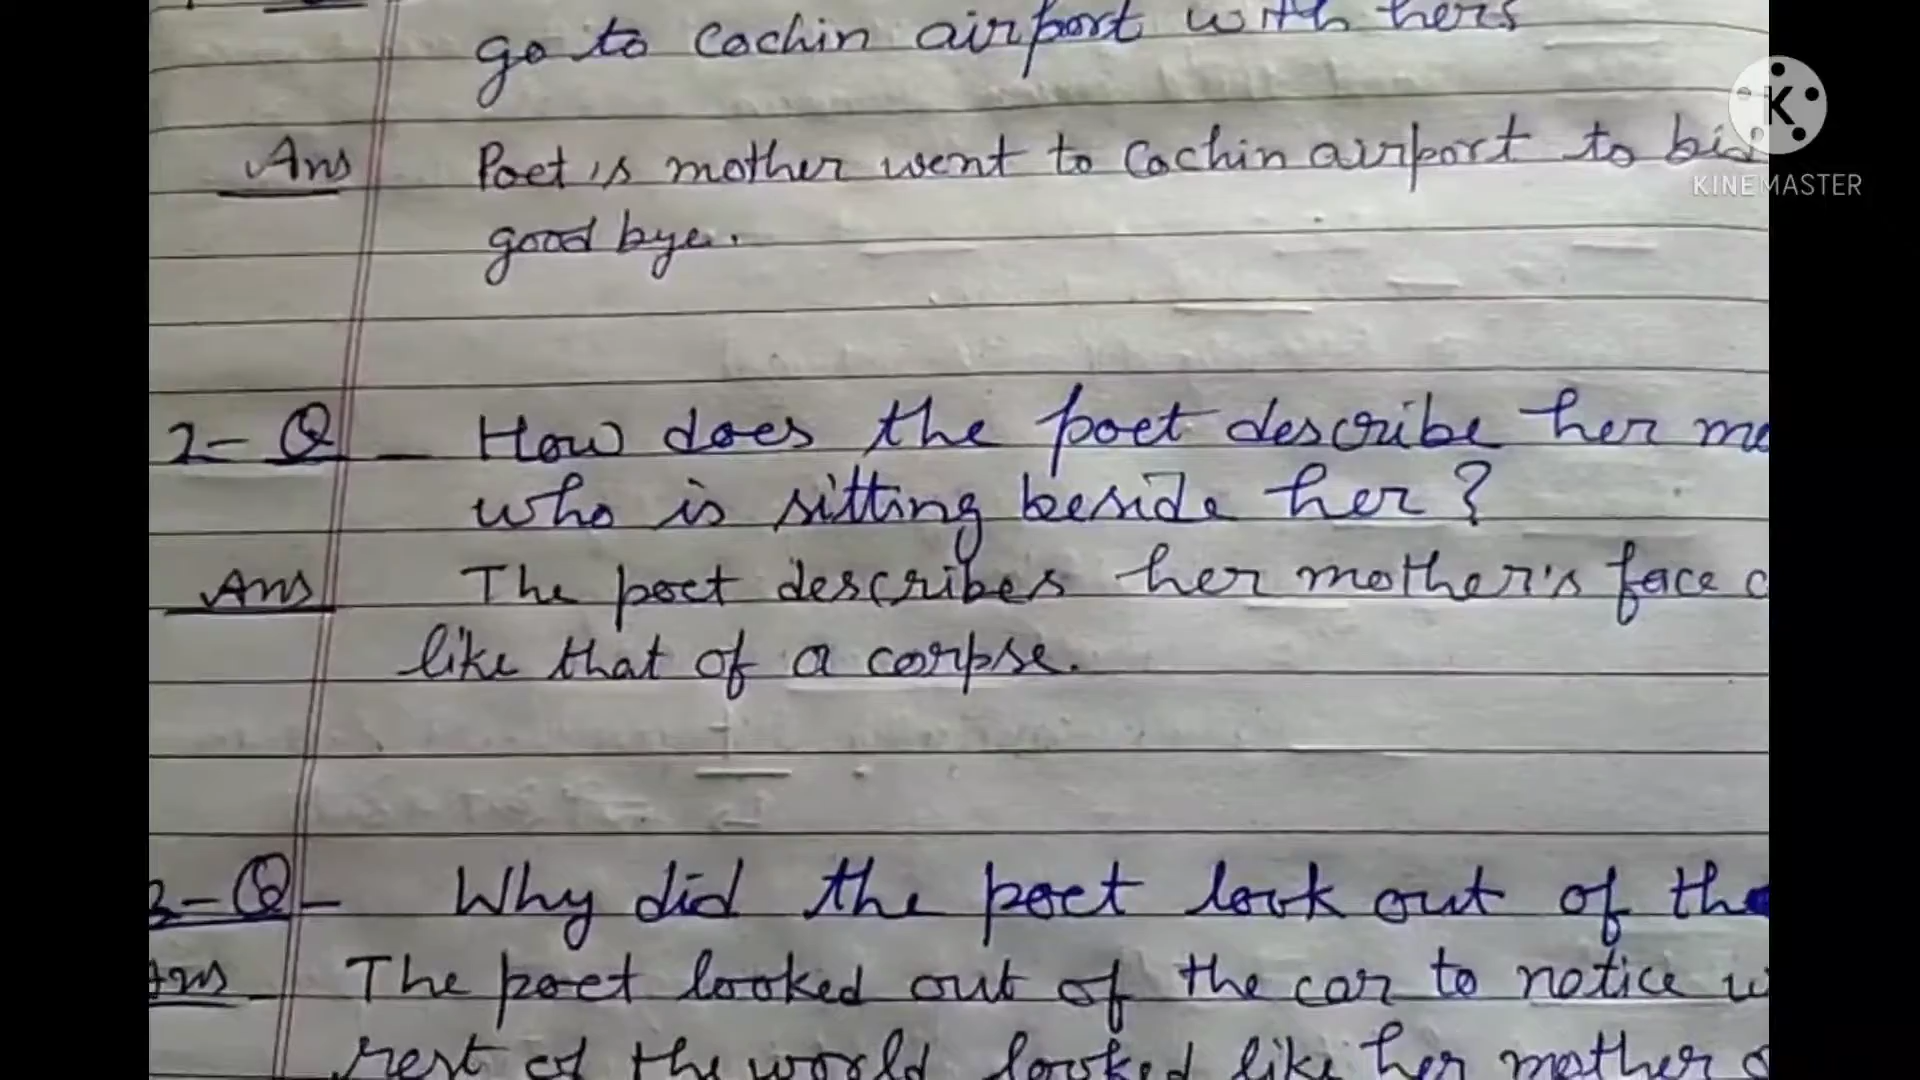 go to Cochin airport with hers
Ans Poet is mother went to Cochin airport to bid
good bye.
KINEMASTER
2- Q - How does the poet describe her mo
who is sitting beside her?
Ans The poet describes her mother's face
like that of a corpse.
3-Q- Why did the poet look out of the
Ans The poet looked out of the car to notice
rest of the world looked like her mother